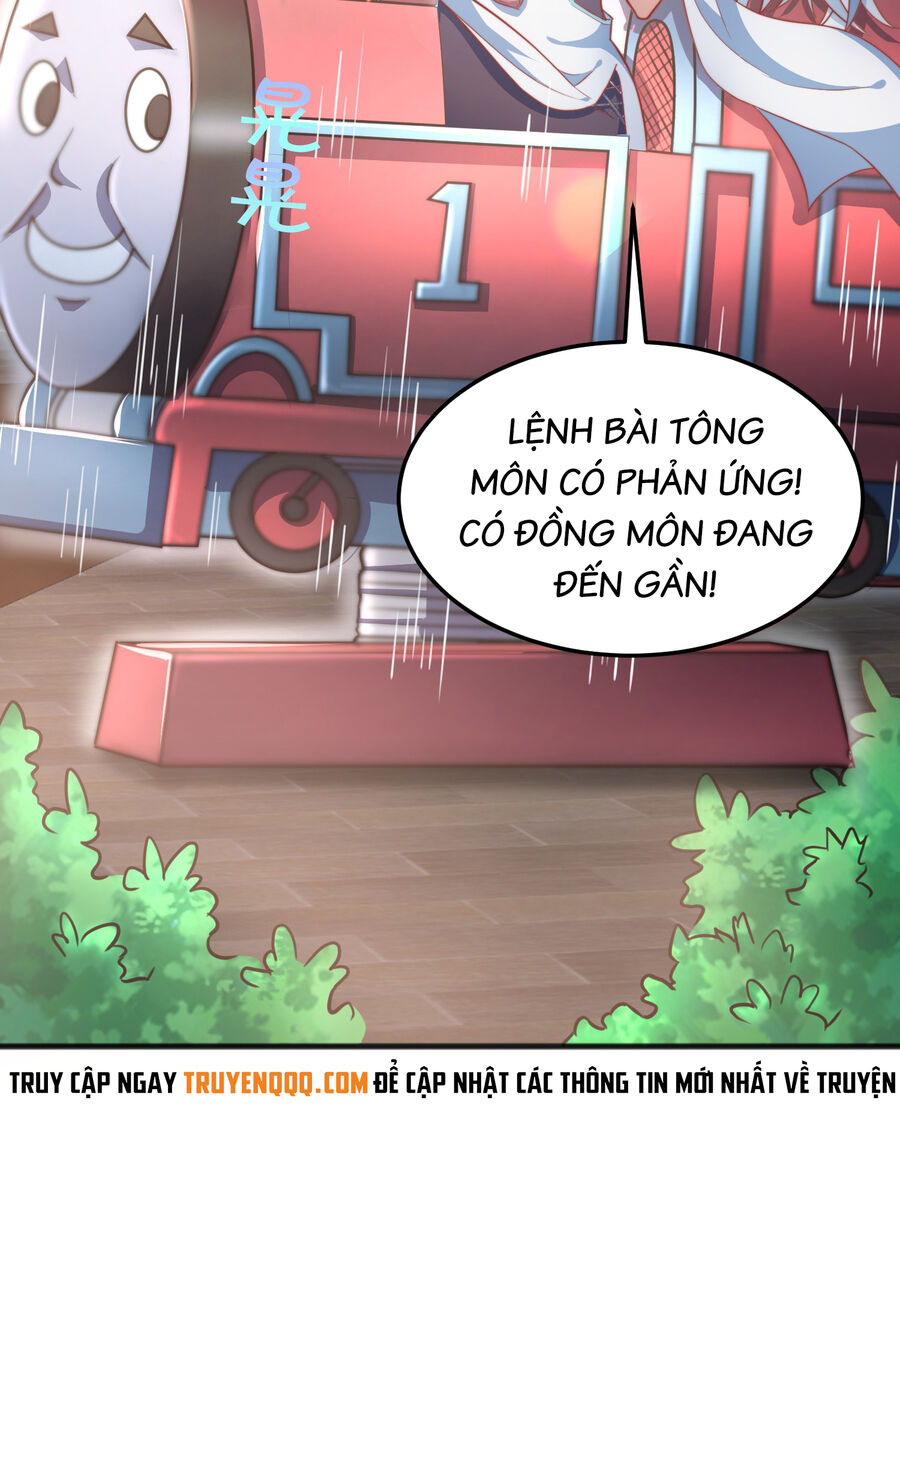 晃
晃
1
LỆNH BÀI TÔNG
MÔN CÓ PHẢN ỨNG!
CÓ ĐỒNG MÔN ĐANG
ĐẾN GẦN!
TRUY CẬP NGAY TRUYENQQQ.COM ĐỂ CẬP NHẬT CÁC THÔNG TIN MỚI NHẤT VỀ TRUYỆN